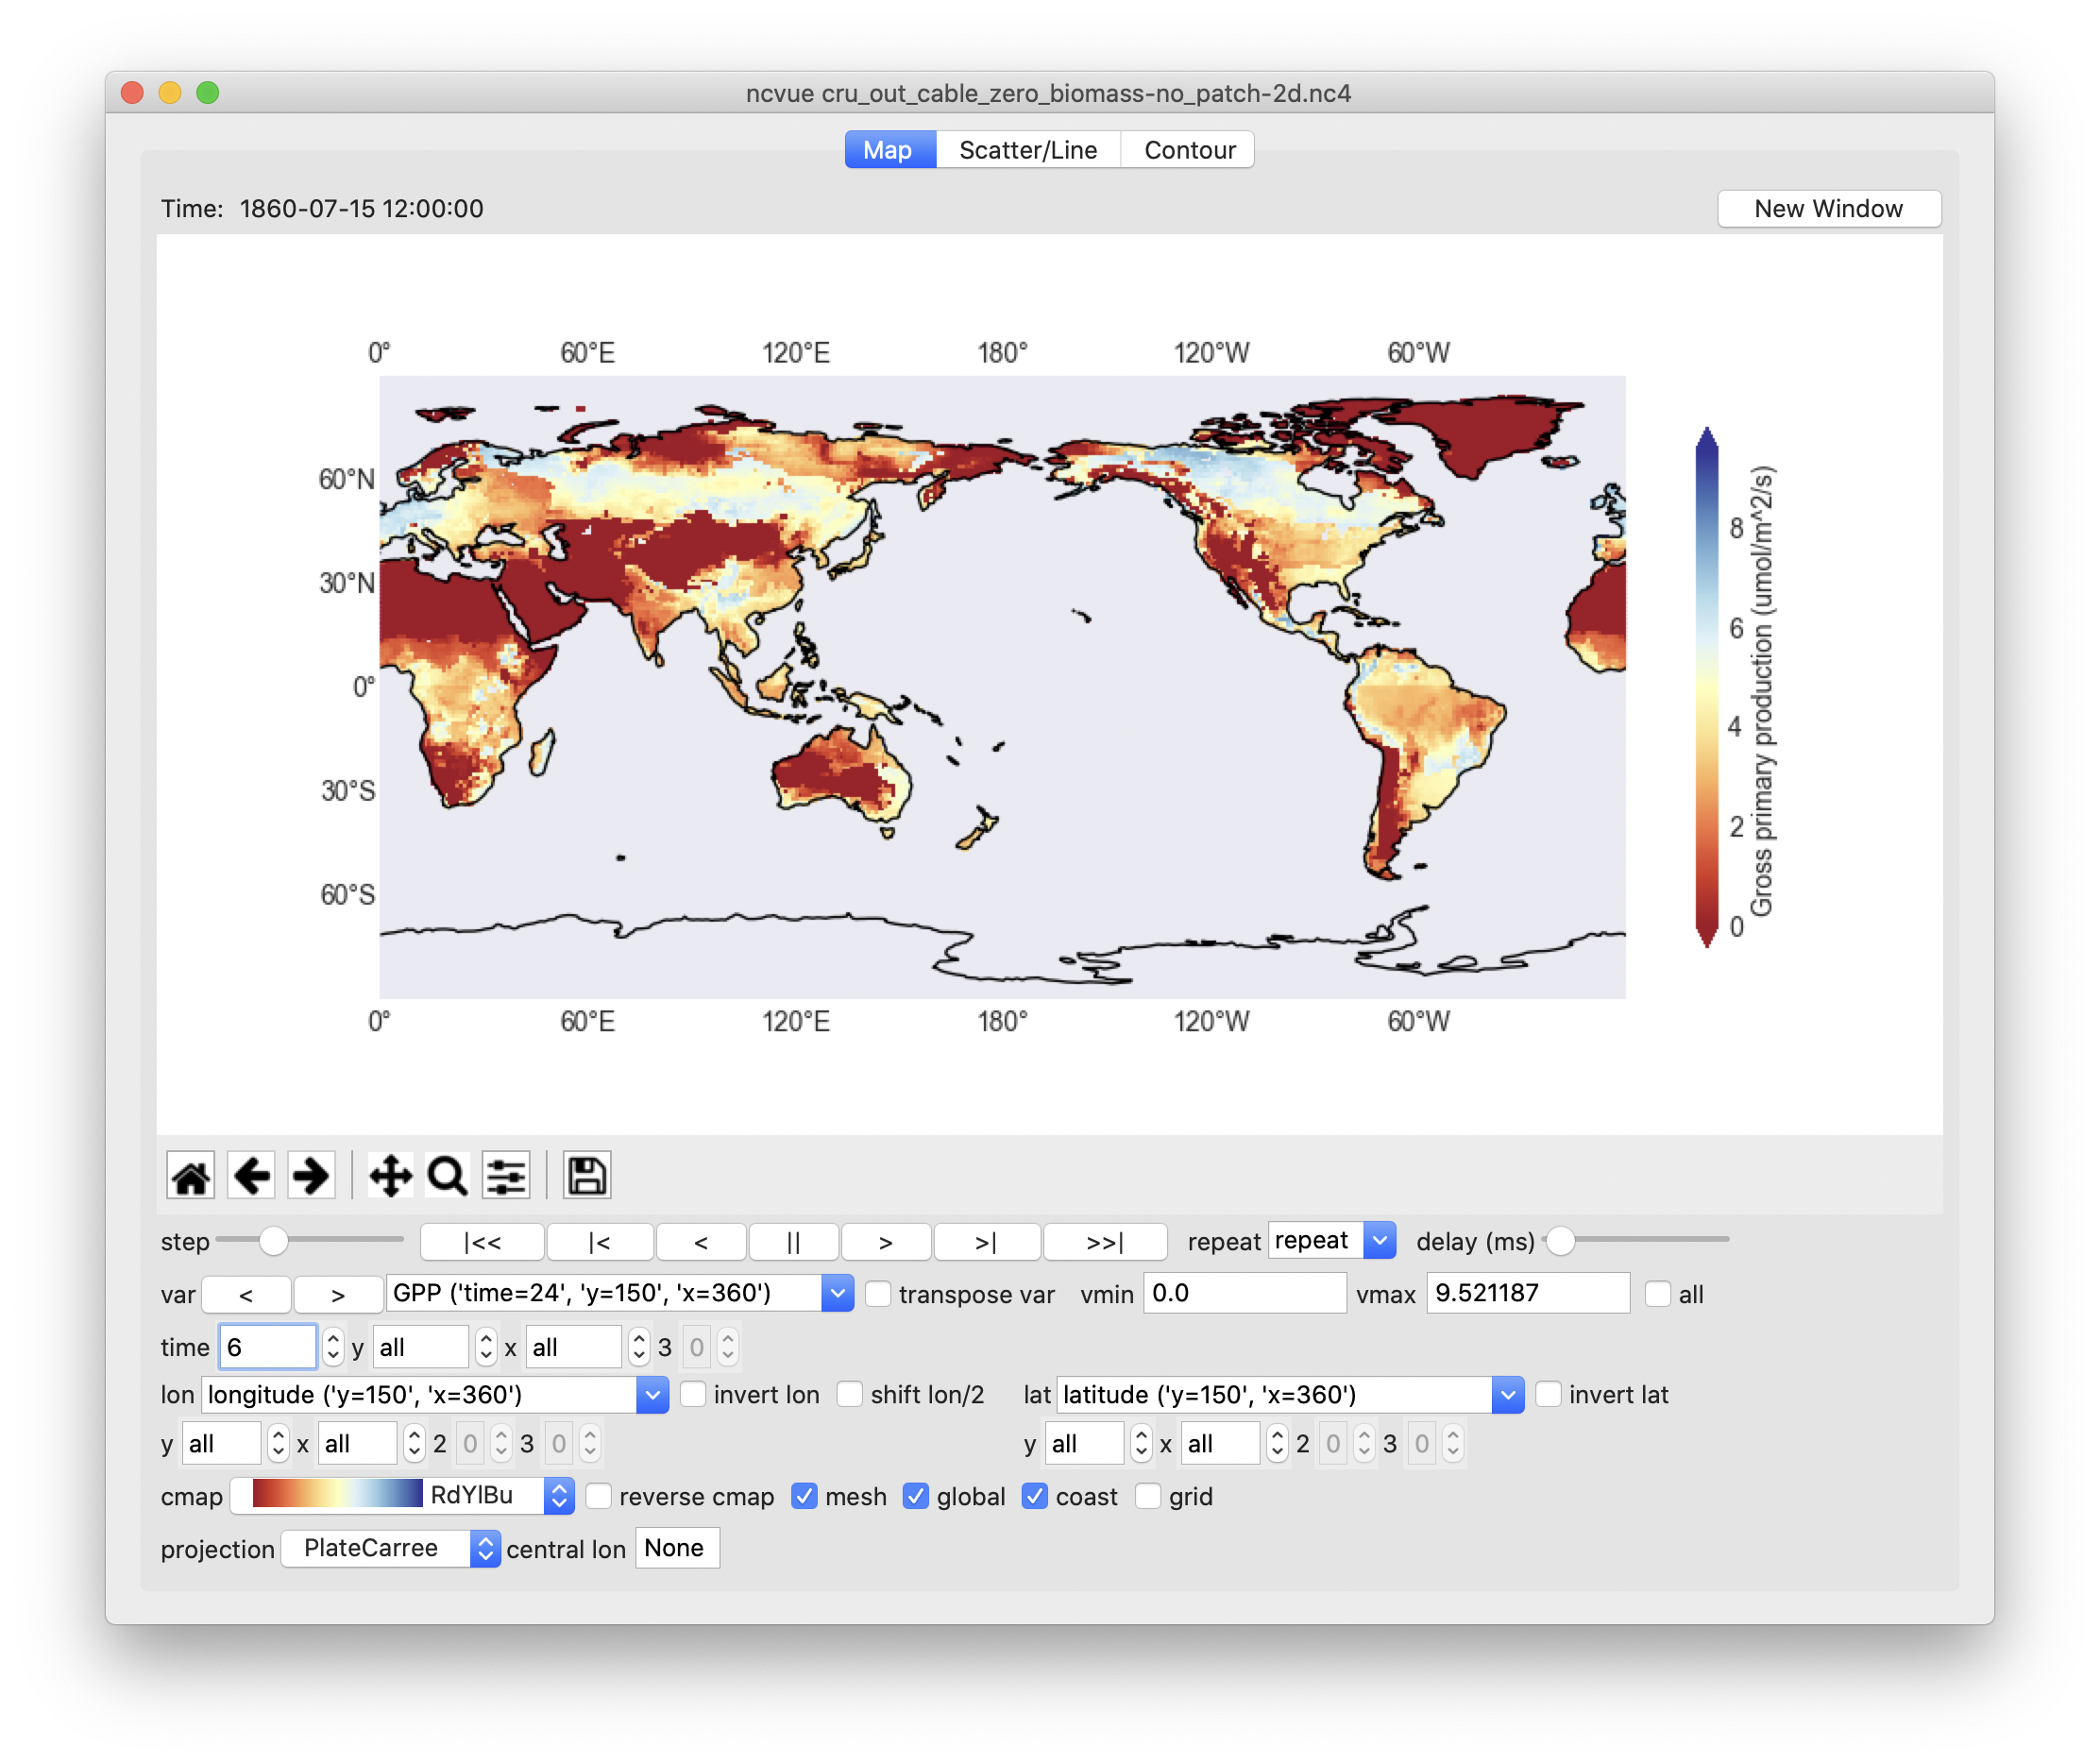 ncvue cru_out_cable_zero_biomass-no_patch-2d.nc4
Map Scatter/Line Contour
Time: 1860-07-15 12:00:00 New Window
0° 60°E 120°E 180° 120°W 60°W
60°N
30°N
0°
30°S
60°S
0° 60°E 120°E 180° 120°W 60°W
8
6
4
2
0
Gross primary production (umol/m^2/s)
step |<< |< < || > >| >>| repeat repeat delay (ms)
var < > GPP ('time=24', 'y=150', 'x=360') transpose var vmin 0.0 vmax 9.521187 all
time 6 y all x all 3 0
lon longitude ('y=150', 'x=360') invert lon shift lon/2 lat latitude ('y=150', 'x=360') invert lat
y all x all 2 0 3 0 y all x all 2 0 3 0
cmap RdYlBu reverse cmap mesh global coast grid
projection PlateCarree central lon None